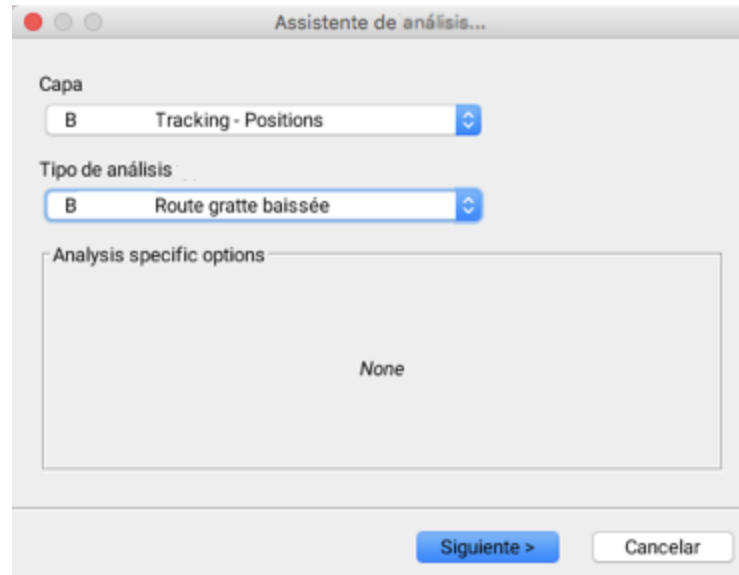 Assistente de análisis...
Capa
B Tracking - Positions
Tipo de análisis
B Route gratte baissée
Analysis specific options
None
Siguiente >
Cancelar